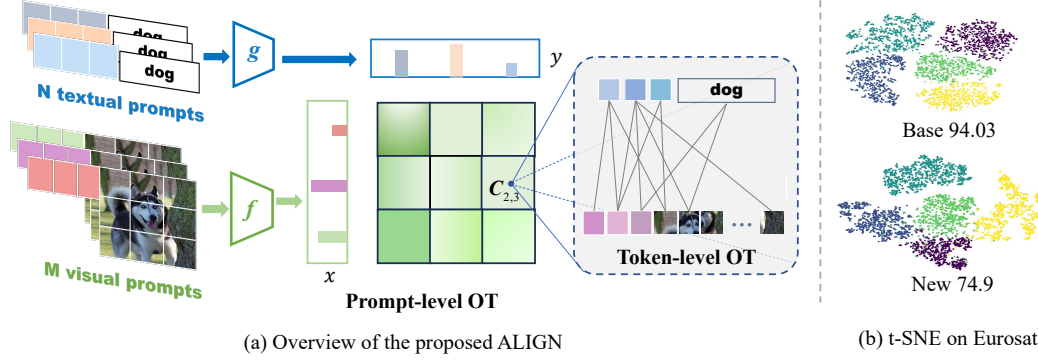 dog
dog
dog
N textual prompts
g
y
M visual prompts
f
x
C2,3
Prompt-level OT
dog
...
Token-level OT
(a) Overview of the proposed ALIGN
Base 94.03
New 74.9
(b) t-SNE on Eurosat